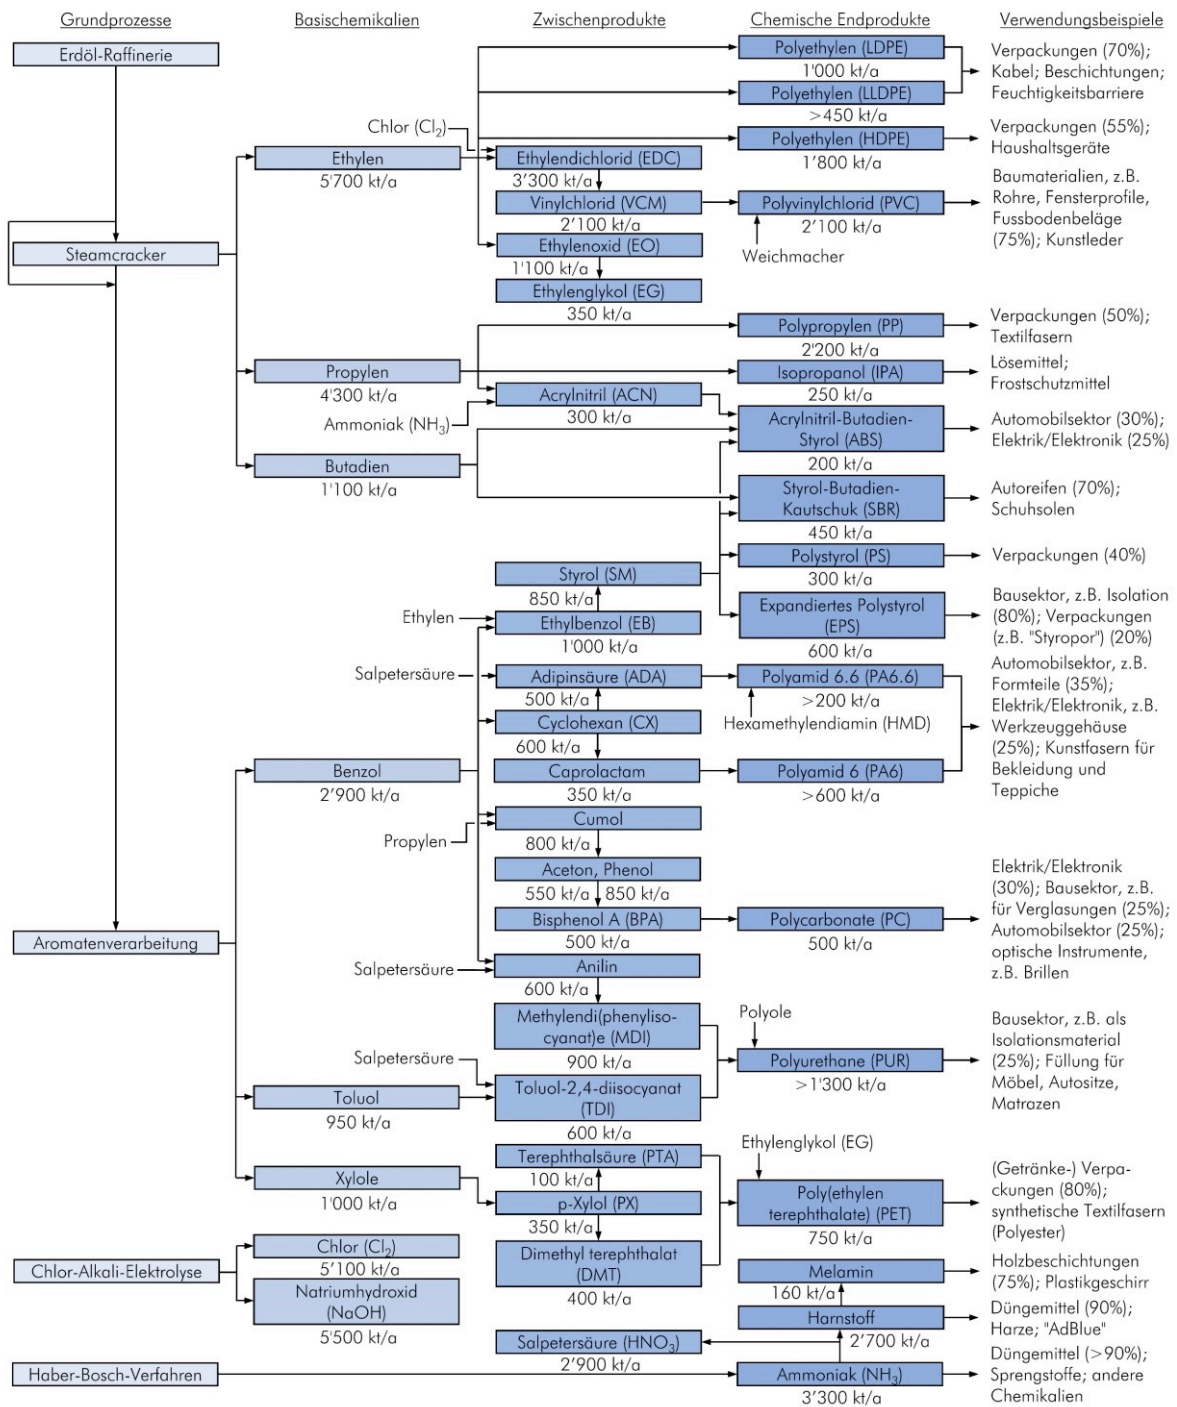 Grundprozesse
Basischemikalien
Zwischenprodukte
Chemische Endprodukte
Verwendungsbeispiele
Erdöl-Raffinerie
Polyethylen (LDPE)
1'000 kt/a
Polyethylen (LLDPE)
>450 kt/a
Verpackungen (70%);
Kabel; Beschichtungen;
Feuchtigkeitsbarriere
Chlor (Cl₂)
Polyethylen (HDPE)
1'800 kt/a
Verpackungen (55%);
Haushaltsgeräte
Ethylen
5'700 kt/a
Ethylendichlorid (EDC)
3'300 kt/a
Vinylchlorid (VCM)
2'100 kt/a
Polyvinylchlorid (PVC)
2'100 kt/a
Weichmacher
Baumaterialien, z.B.
Rohre, Fensterprofile,
Fussbodenbeläge
(75%); Kunstleder
Steamcracker
Ethylenoxid (EO)
1'100 kt/a
Ethylenglykol (EG)
350 kt/a
Polypropylen (PP)
2'200 kt/a
Verpackungen (50%);
Textilfasern
Propylen
4'300 kt/a
Isopropanol (IPA)
250 kt/a
Lösemittel;
Frostschutzmittel
Ammoniak (NH₃)
Acrylnitril (ACN)
300 kt/a
Acrylnitril-Butadien-
Styrol (ABS)
200 kt/a
Automobilsektor (30%);
Elektrik/Elektronik (25%)
Butadien
1'100 kt/a
Styrol-Butadien-
Kautschuk (SBR)
450 kt/a
Autoreifen (70%);
Schuhsolen
Polystyrol (PS)
300 kt/a
Verpackungen (40%)
Styrol (SM)
850 kt/a
Ethylen
Ethylbenzol (EB)
1'000 kt/a
Expandiertes Polystyrol
(EPS)
600 kt/a
Bausektor, z.B. Isolation
(80%); Verpackungen
(z.B. "Styropor") (20%)
Salpetersäure
Adipinsäure (ADA)
500 kt/a
Polyamid 6.6 (PA6.6)
>200 kt/a
Hexamethylendiamin (HMD)
Automobilsektor, z.B.
Formteile (35%);
Elektrik/Elektronik, z.B.
Werkzeuggehäuse
(25%); Kunstfasern für
Bekleidung und
Teppiche
Cyclohexan (CX)
600 kt/a
Benzol
2'900 kt/a
Caprolactam
350 kt/a
Polyamid 6 (PA6)
>600 kt/a
Propylen
Cumol
800 kt/a
Aceton, Phenol
550 kt/a
850 kt/a
Bisphenol A (BPA)
500 kt/a
Polycarbonate (PC)
500 kt/a
Elektrik/Elektronik
(30%); Bausektor, z.B.
für Verglasungen (25%);
Automobilsektor (25%);
optische Instrumente,
z.B. Brillen
Aromatenverarbeitung
Salpetersäure
Anilin
600 kt/a
Methylendi(phenyliso-
cyanat)e (MDI)
900 kt/a
Polyole
Polyurethane (PUR)
>1'300 kt/a
Bausektor, z.B. als
Isolationsmaterial
(25%); Füllung für
Möbel, Autositze,
Matrazen
Salpetersäure
Toluol
950 kt/a
Toluol-2,4-diisocyanat
(TDI)
600 kt/a
Xylole
1'000 kt/a
Terephthalsäure (PTA)
100 kt/a
p-Xylol (PX)
350 kt/a
Dimethyl terephthalat
(DMT)
400 kt/a
Ethylenglykol (EG)
Poly(ethylen
terephthalate) (PET)
750 kt/a
(Getränke-) Verpa-
ckungen (80%);
synthetische Textilfasern
(Polyester)
Chlor-Alkali-Elektrolyse
Chlor (Cl₂)
5'100 kt/a
Natriumhydroxid
(NaOH)
5'500 kt/a
Melamin
160 kt/a
Holzbeschichtungen
(75%); Plastikgeschirr
Harnstoff
2'700 kt/a
Düngemittel (90%);
Harze; "AdBlue"
Salpetersäure (HNO₃)
2'900 kt/a
Haber-Bosch-Verfahren
Ammoniak (NH₃)
3'300 kt/a
Düngemittel (>90%);
Sprengstoffe; andere
Chemikalien